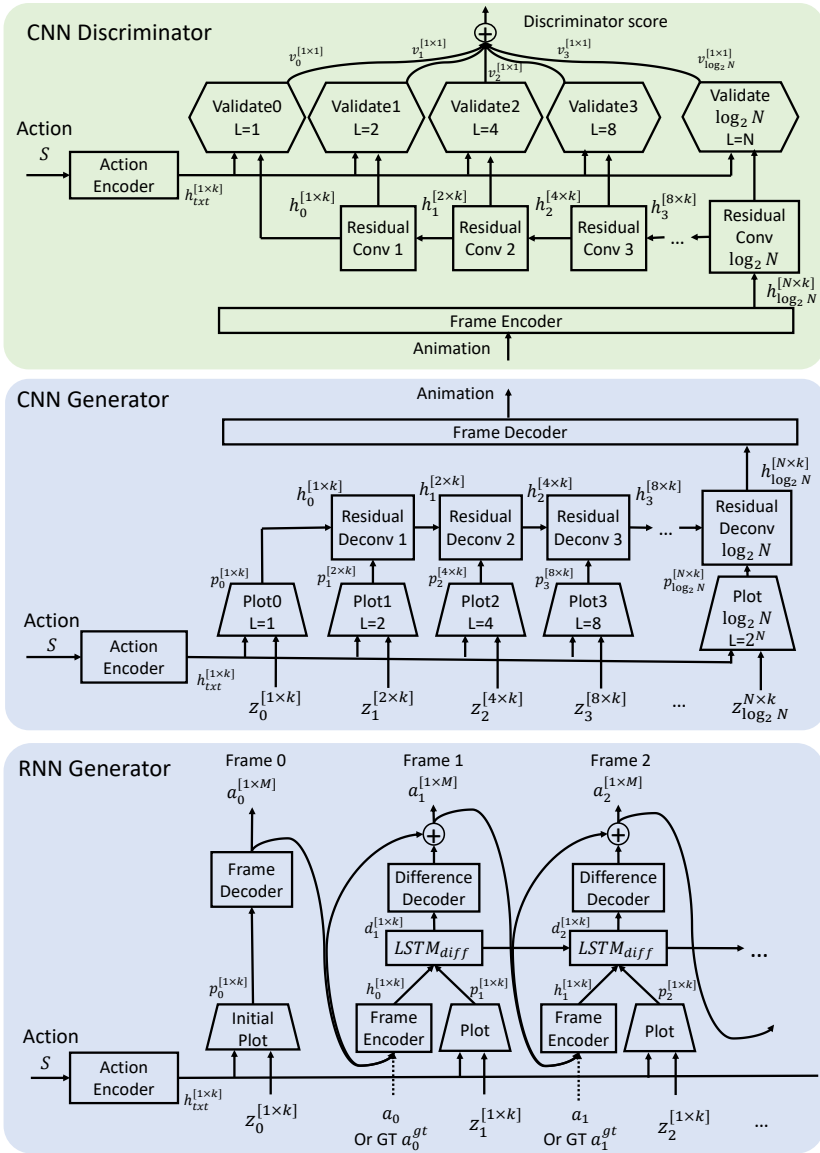 CNN Discriminator
Discriminator score
+
v_0^{[1×1]} v_1^{[1×1]} v_2^{[1×1]} v_3^{[1×1]} v_{log_2 N}^{[1×1]}
Validate0 L=1
Validate1 L=2
Validate2 L=4
Validate3 L=8
Validate log_2 N L=N
Action
S
Action Encoder
h_{txt}^{[1×k]}
h_0^{[1×k]} h_1^{[2×k]} h_2^{[4×k]} h_3^{[8×k]}
Residual Conv 1
Residual Conv 2
Residual Conv 3
...
Residual Conv log_2 N
h_{log_2 N}^{[N×k]}
Frame Encoder
Animation
CNN Generator
Animation
Frame Decoder
h_{log_2 N}^{[N×k]}
h_0^{[1×k]} h_1^{[2×k]} h_2^{[4×k]} h_3^{[8×k]}
Residual Deconv 1
Residual Deconv 2
Residual Deconv 3
...
Residual Deconv log_2 N
p_0^{[1×k]} p_1^{[2×k]} p_2^{[4×k]} p_3^{[8×k]} p_{log_2 N}^{[N×k]}
Plot0 L=1
Plot1 L=2
Plot2 L=4
Plot3 L=8
Plot log_2 N L=2^N
Action
S
Action Encoder
h_{txt}^{[1×k]}
z_0^{[1×k]} z_1^{[2×k]} z_2^{[4×k]} z_3^{[8×k]} ... z_{log_2 N}^{N×k}
RNN Generator
Frame 0 Frame 1 Frame 2
a_0^{[1×M]} a_1^{[1×M]} a_2^{[1×M]}
+ +
Frame Decoder
Difference Decoder
Difference Decoder
d_1^{[1×k]} d_2^{[1×k]}
LSTM_{diff} LSTM_{diff} ...
p_0^{[1×k]} h_0^{[1×k]} p_1^{[1×k]} h_1^{[1×k]} p_2^{[1×k]}
Initial Plot
Frame Encoder
Plot
Frame Encoder
Plot
Action
S
Action Encoder
h_{txt}^{[1×k]}
z_0^{[1×k]}
a_0
Or GT a_0^{gt}
z_1^{[1×k]}
a_1
Or GT a_1^{gt}
z_2^{[1×k]}
...